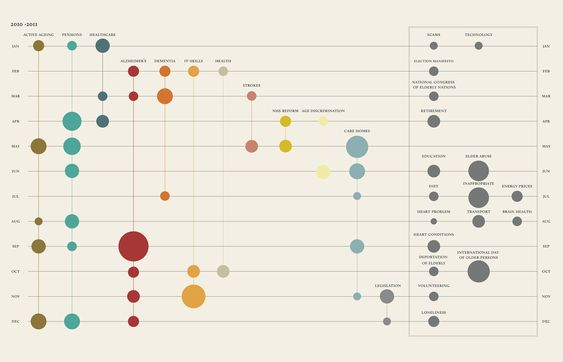 2010 -2011
ACTIVE AGEING PENSIONS HEALTHCARE SCAMS TECHNOLOGY
JAN JAN
ALZHEIMER'S DEMENTIA IT SKILLS HEALTH ELECTION MANIFESTO
FEB FEB
STROKES NATIONAL CONGRESS
OF ELDERLY NATIONS
MAR MAR
NHS REFORM AGE DISCRIMINATION RETIREMENT
APR APR
CARE HOMES
MAY MAY
EDUCATION ELDER ABUSE
JUN JUN
DIET INAPPROPRIATE ENERGY PRICES
JUL JUL
HEART PROBLEM TRANSPORT BRAIN HEALTH
AUG AUG
HEART CONDITIONS
SEP SEP
DEPORTATION
OF ELDERLY
INTERNATIONAL DAY
OF OLDER PERSONS
OCT OCT
LEGISLATION VOLUNTEERING
NOV NOV
LONELINESS
DEC DEC